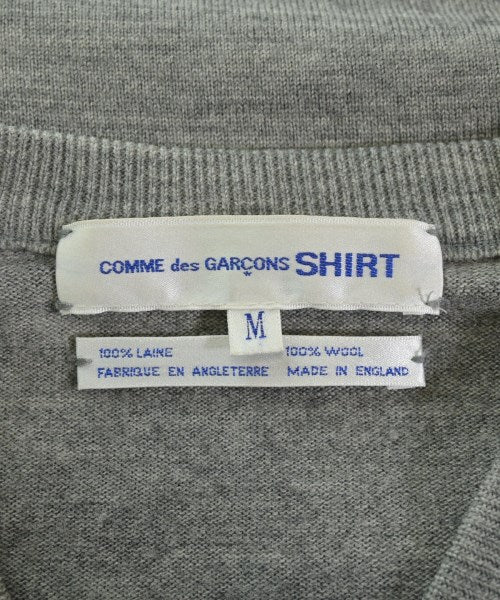 COMME des GARÇONS SHIRT
*
M
100% LAINE 100% WOOL
FABRIQUE EN ANGLETERRE MADE IN ENGLAND